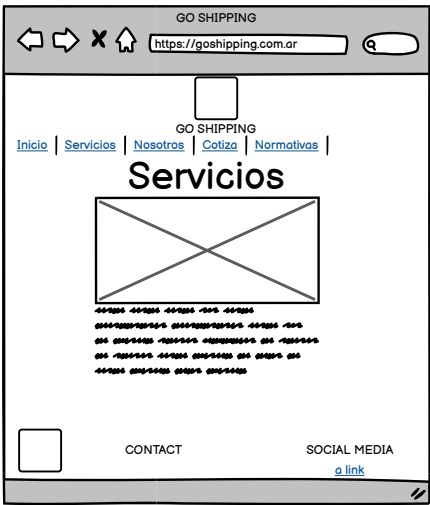 GO SHIPPING
https://goshipping.com.ar
GO SHIPPING
Inicio Servicios Nosotros Cotiza Normativas
Servicios
CONTACT
SOCIAL MEDIA
a link